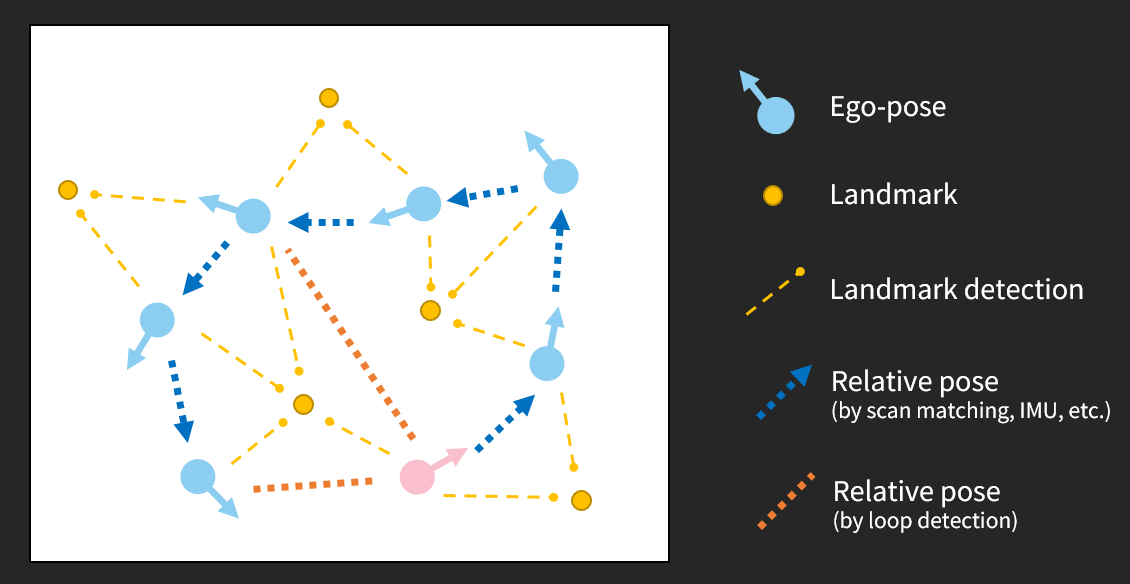 Ego-pose
Landmark
Landmark detection
Relative pose
(by scan matching, IMU, etc.)
Relative pose
(by loop detection)